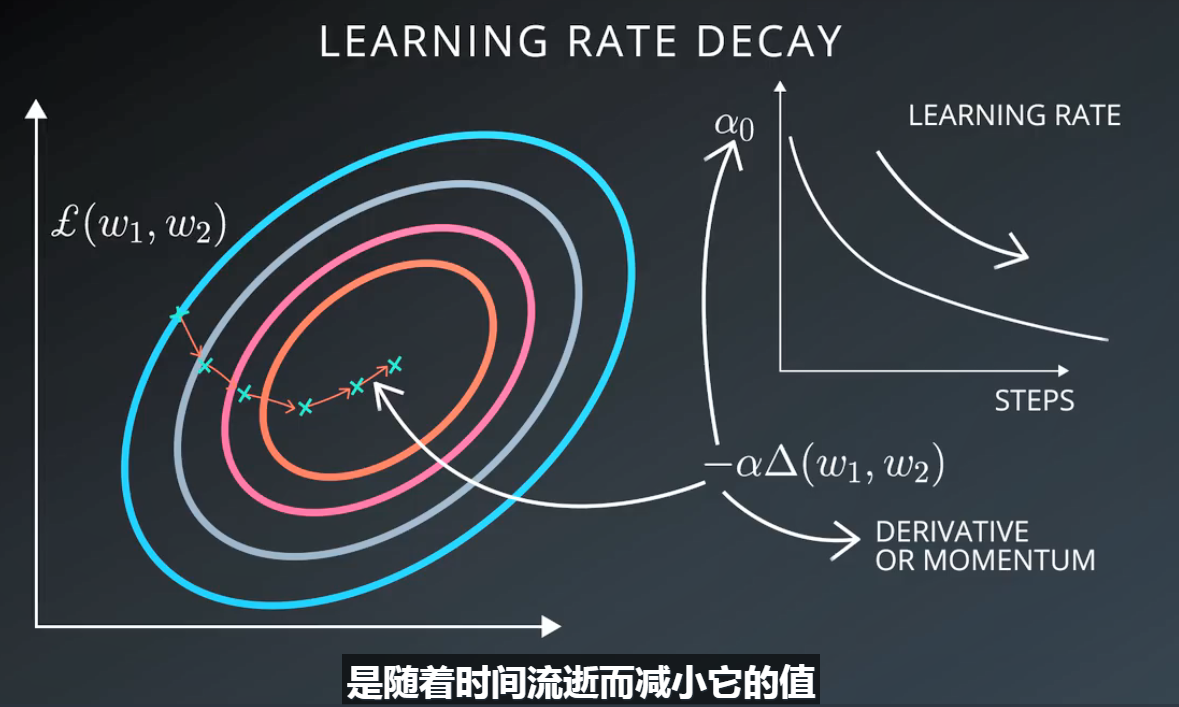 LEARNING RATE DECAY
£(w₁, w₂)
α₀
LEARNING RATE
STEPS
−αΔ(w₁, w₂)
DERIVATIVE
OR MOMENTUM
是随着时间流逝而减小它的值